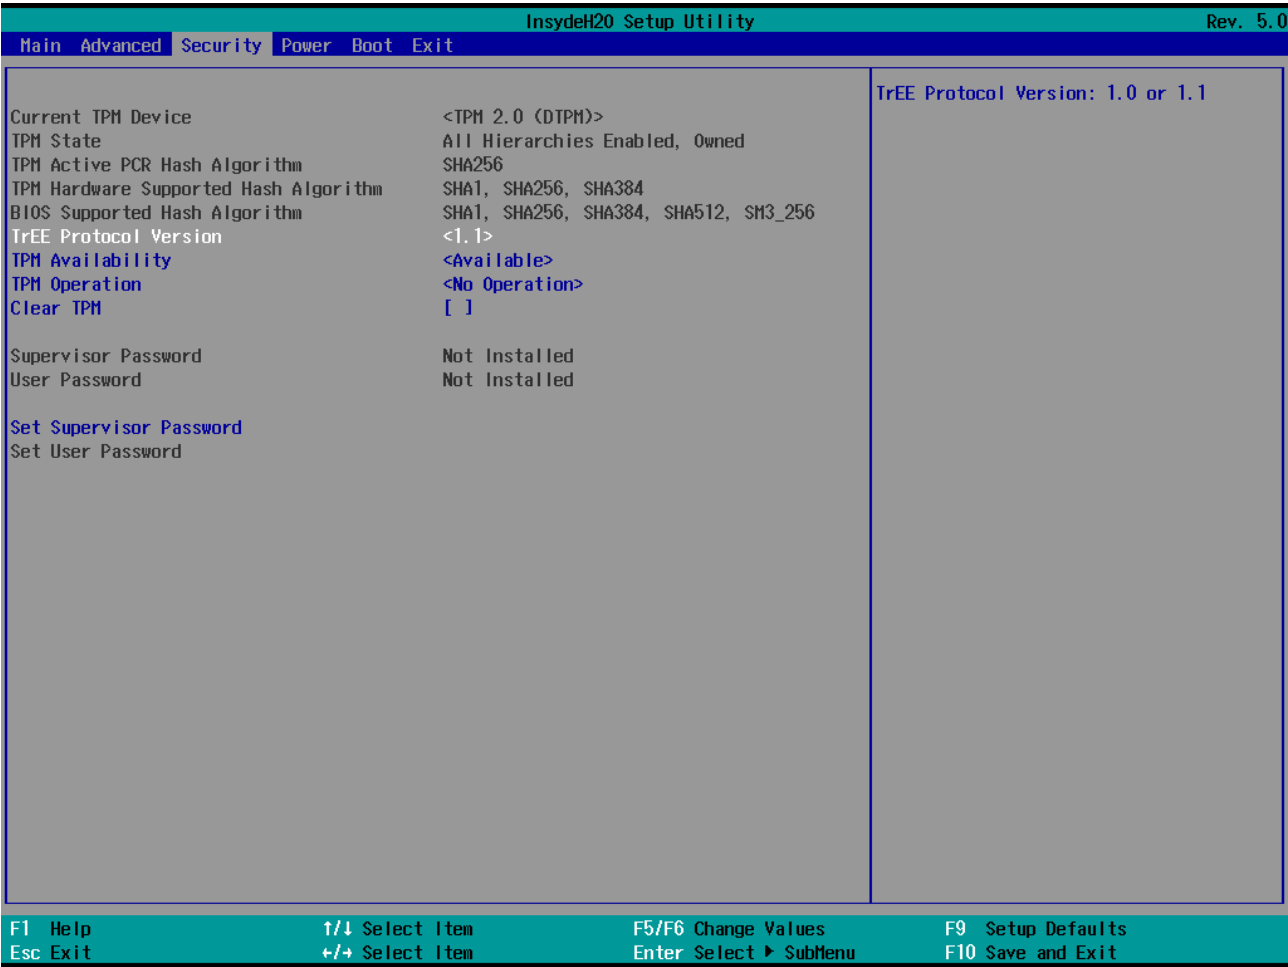 InsydeH20 Setup Utility Rev. 5.0
Main Advanced Security Power Boot Exit
TrEE Protocol Version: 1.0 or 1.1
Current TPM Device <TPM 2.0 (DTPM)>
TPM State All Hierarchies Enabled, Owned
TPM Active PCR Hash Algorithm SHA256
TPM Hardware Supported Hash Algorithm SHA1, SHA256, SHA384
BIOS Supported Hash Algorithm SHA1, SHA256, SHA384, SHA512, SM3_256
TrEE Protocol Version <1.1>
TPM Availability <Available>
TPM Operation <No Operation>
Clear TPM [ ]
Supervisor Password Not Installed
User Password Not Installed
Set Supervisor Password
Set User Password
F1 Help ↑/↓ Select Item F5/F6 Change Values F9 Setup Defaults
Esc Exit ←/→ Select Item Enter Select ▶ SubMenu F10 Save and Exit